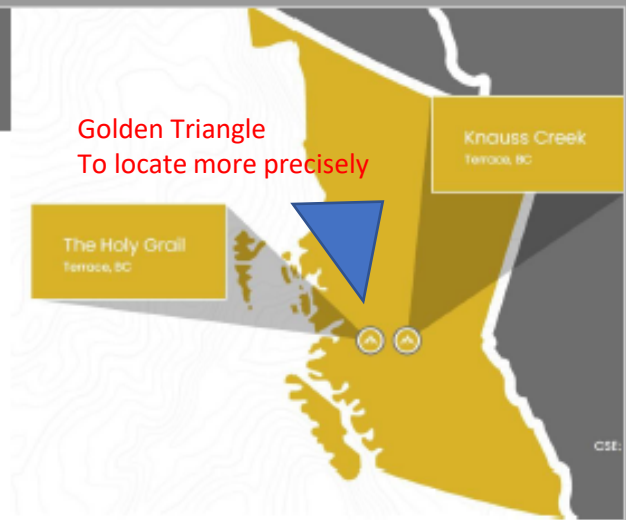 Golden Triangle
To locate more precisely
Knauss Creek
Terrace, BC
The Holy Grail
Terrace, BC
CSE: